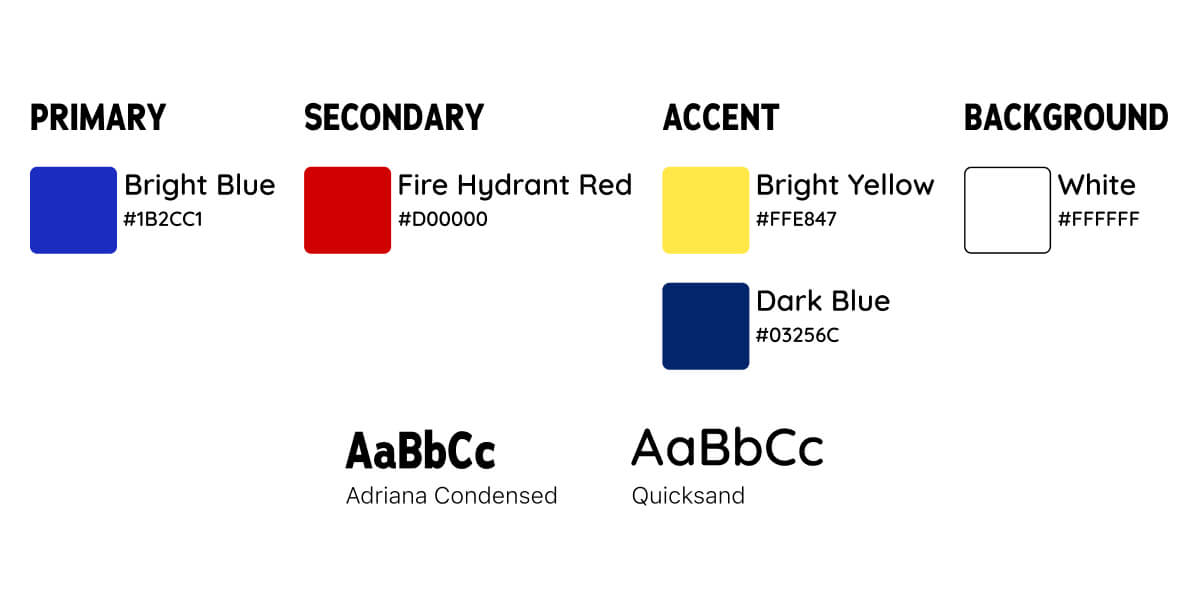 PRIMARY
Bright Blue
#1B2CC1
SECONDARY
Fire Hydrant Red
#D00000
ACCENT
Bright Yellow
#FFE847
Dark Blue
#03256C
BACKGROUND
White
#FFFFFF
AaBbCc
Adriana Condensed
AaBbCc
Quicksand